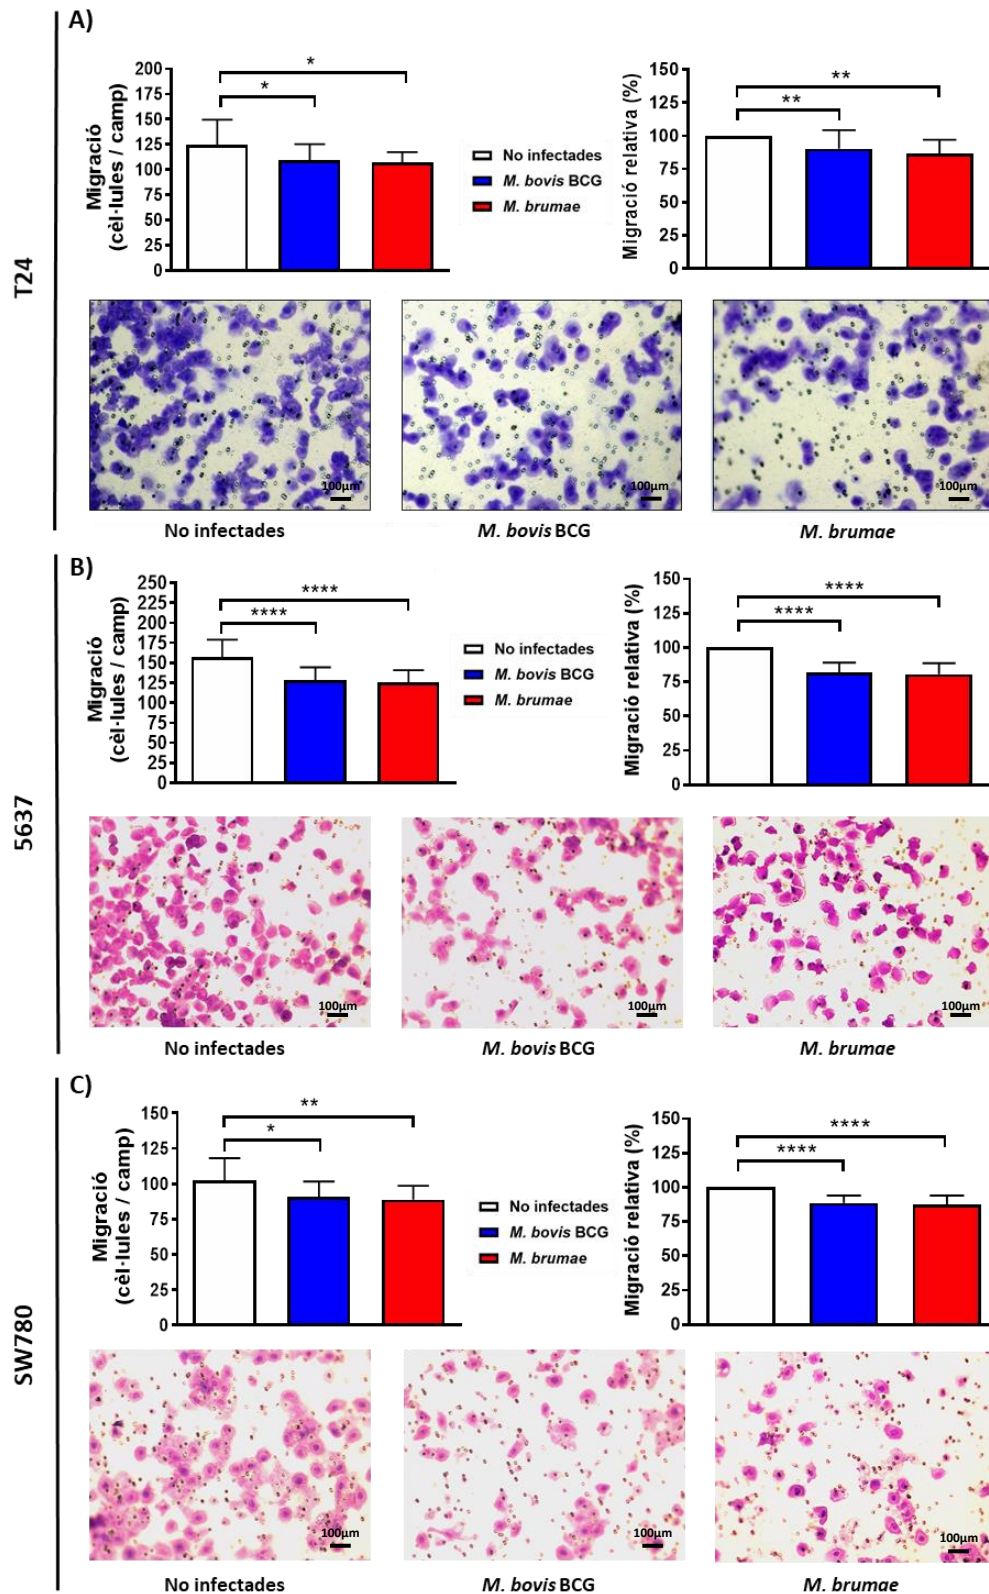 A)
T24
Migració
(cèl·lules / camp)
200
175
150
125
100
75
50
25
0
*
*
No infectades
M. bovis BCG
M. brumae
Migració relativa (%)
150
125
100
75
50
25
0
**
**
100µm
100µm
100µm
No infectades
M. bovis BCG
M. brumae
B)
5637
Migració
(cèl·lules / camp)
250
225
200
175
150
125
100
75
50
25
0
****
****
No infectades
M. bovis BCG
M. brumae
Migració relativa (%)
150
125
100
75
50
25
0
****
****
100µm
100µm
100µm
No infectades
M. bovis BCG
M. brumae
C)
SW780
Migració
(cèl·lules / camp)
150
125
100
75
50
25
0
**
*
No infectades
M. bovis BCG
M. brumae
Migració relativa (%)
150
125
100
75
50
25
0
****
****
100µm
100µm
100µm
No infectades
M. bovis BCG
M. brumae